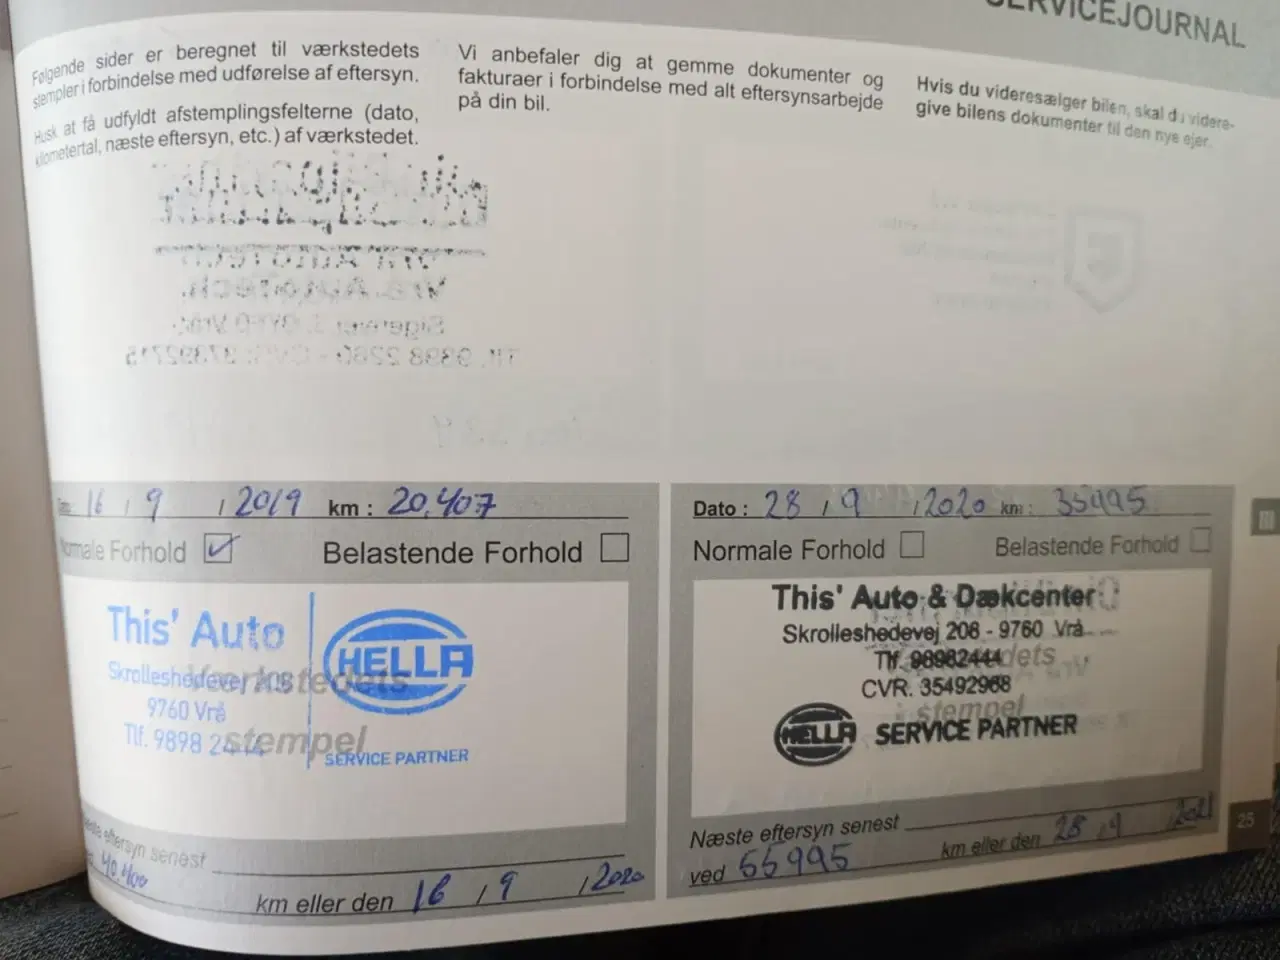 SERVICEJOURNAL
Følgende sider er beregnet til værkstedets
stempler i forbindelse med udførelse af eftersyn.
Husk at få udfyldt afstemplingsfelterne (dato,
kilometertal, næste eftersyn, etc.) af værkstedet.
Vi anbefaler dig at gemme dokumenter og
fakturaer i forbindelse med alt eftersynsarbejde
på din bil.
Hvis du videresælger bilen, skal du videre-
give bilens dokumenter til den nye ejer.
16 / 9 / 2019 km : 20.407
Normale Forhold Belastende Forhold
This' Auto
Skrolleshedevej
9760 Vrå
Tlf. 9898 2444
HELLA
SERVICE PARTNER
Værkstedets
stempel
Næste eftersyn senest
ved 40.400 km eller den 16 / 9 / 2020
Dato : 28 / 9 / 2020 km : 35995
Normale Forhold Belastende Forhold
This' Auto & Dækcenter
Skrolleshedevej 208 - 9760 Vrå
Tlf. 98982444
CVR. 35492968
HELLA SERVICE PARTNER
stempel
Næste eftersyn senest
ved 55995 km eller den 28 / 9 2021
III
25